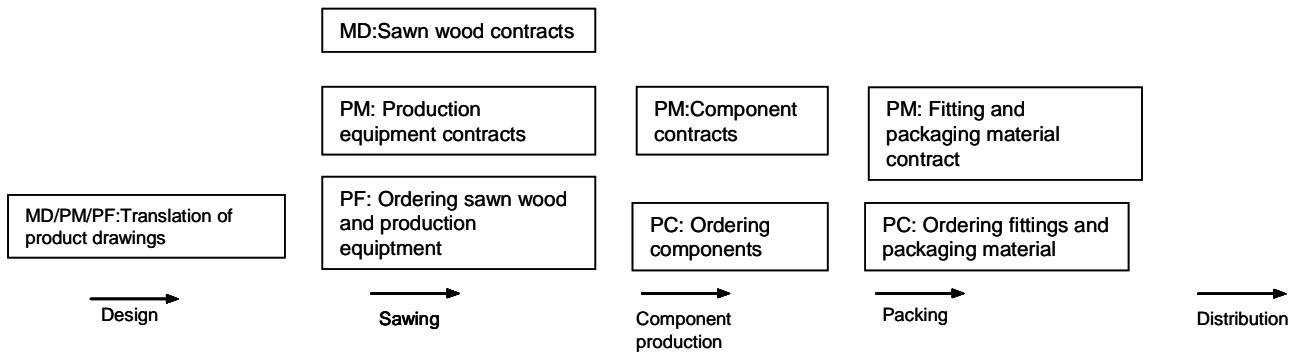 MD:Sawn wood contracts
PM: Production
equipment contracts
PM:Component
contracts
PM: Fitting and
packaging material
contract
MD/PM/PF:Translation of
product drawings
PF: Ordering sawn wood
and production
equiptment
PC: Ordering
components
PC: Ordering fittings and
packaging material
Design
Sawing
Component
production
Packing
Distribution